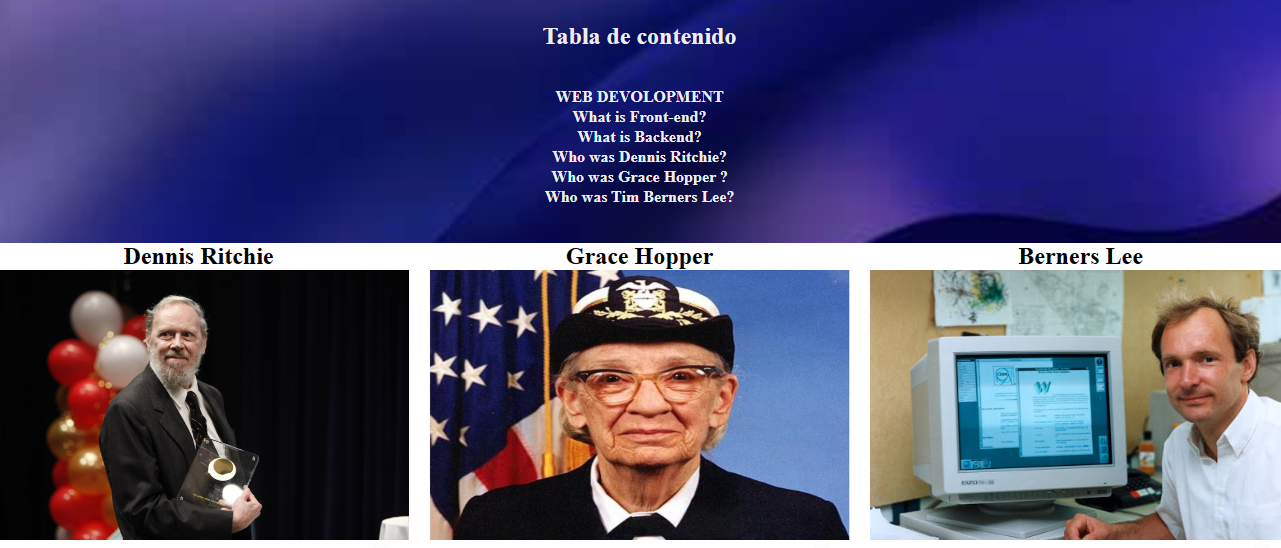 Tabla de contenido
WEB DEVOLOPMENT
What is Front-end?
What is Backend?
Who was Dennis Ritchie?
Who was Grace Hopper ?
Who was Tim Berners Lee?
Dennis Ritchie
Grace Hopper
Berners Lee
EIZO